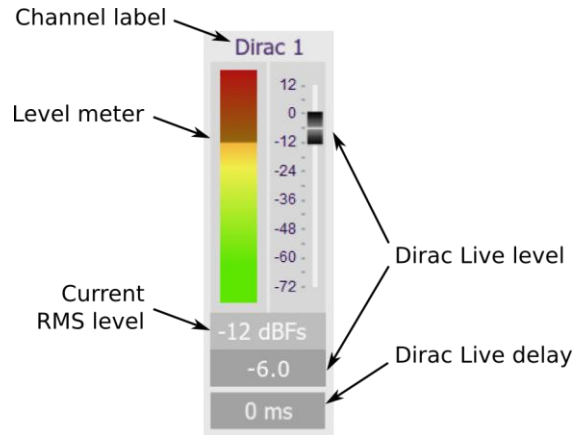 Channel label
Dirac 1
Level meter
12
0
-12
-24
-36
-48
-60
-72
Dirac Live level
Current
RMS level
-12 dBFs
-6.0
Dirac Live delay
0 ms